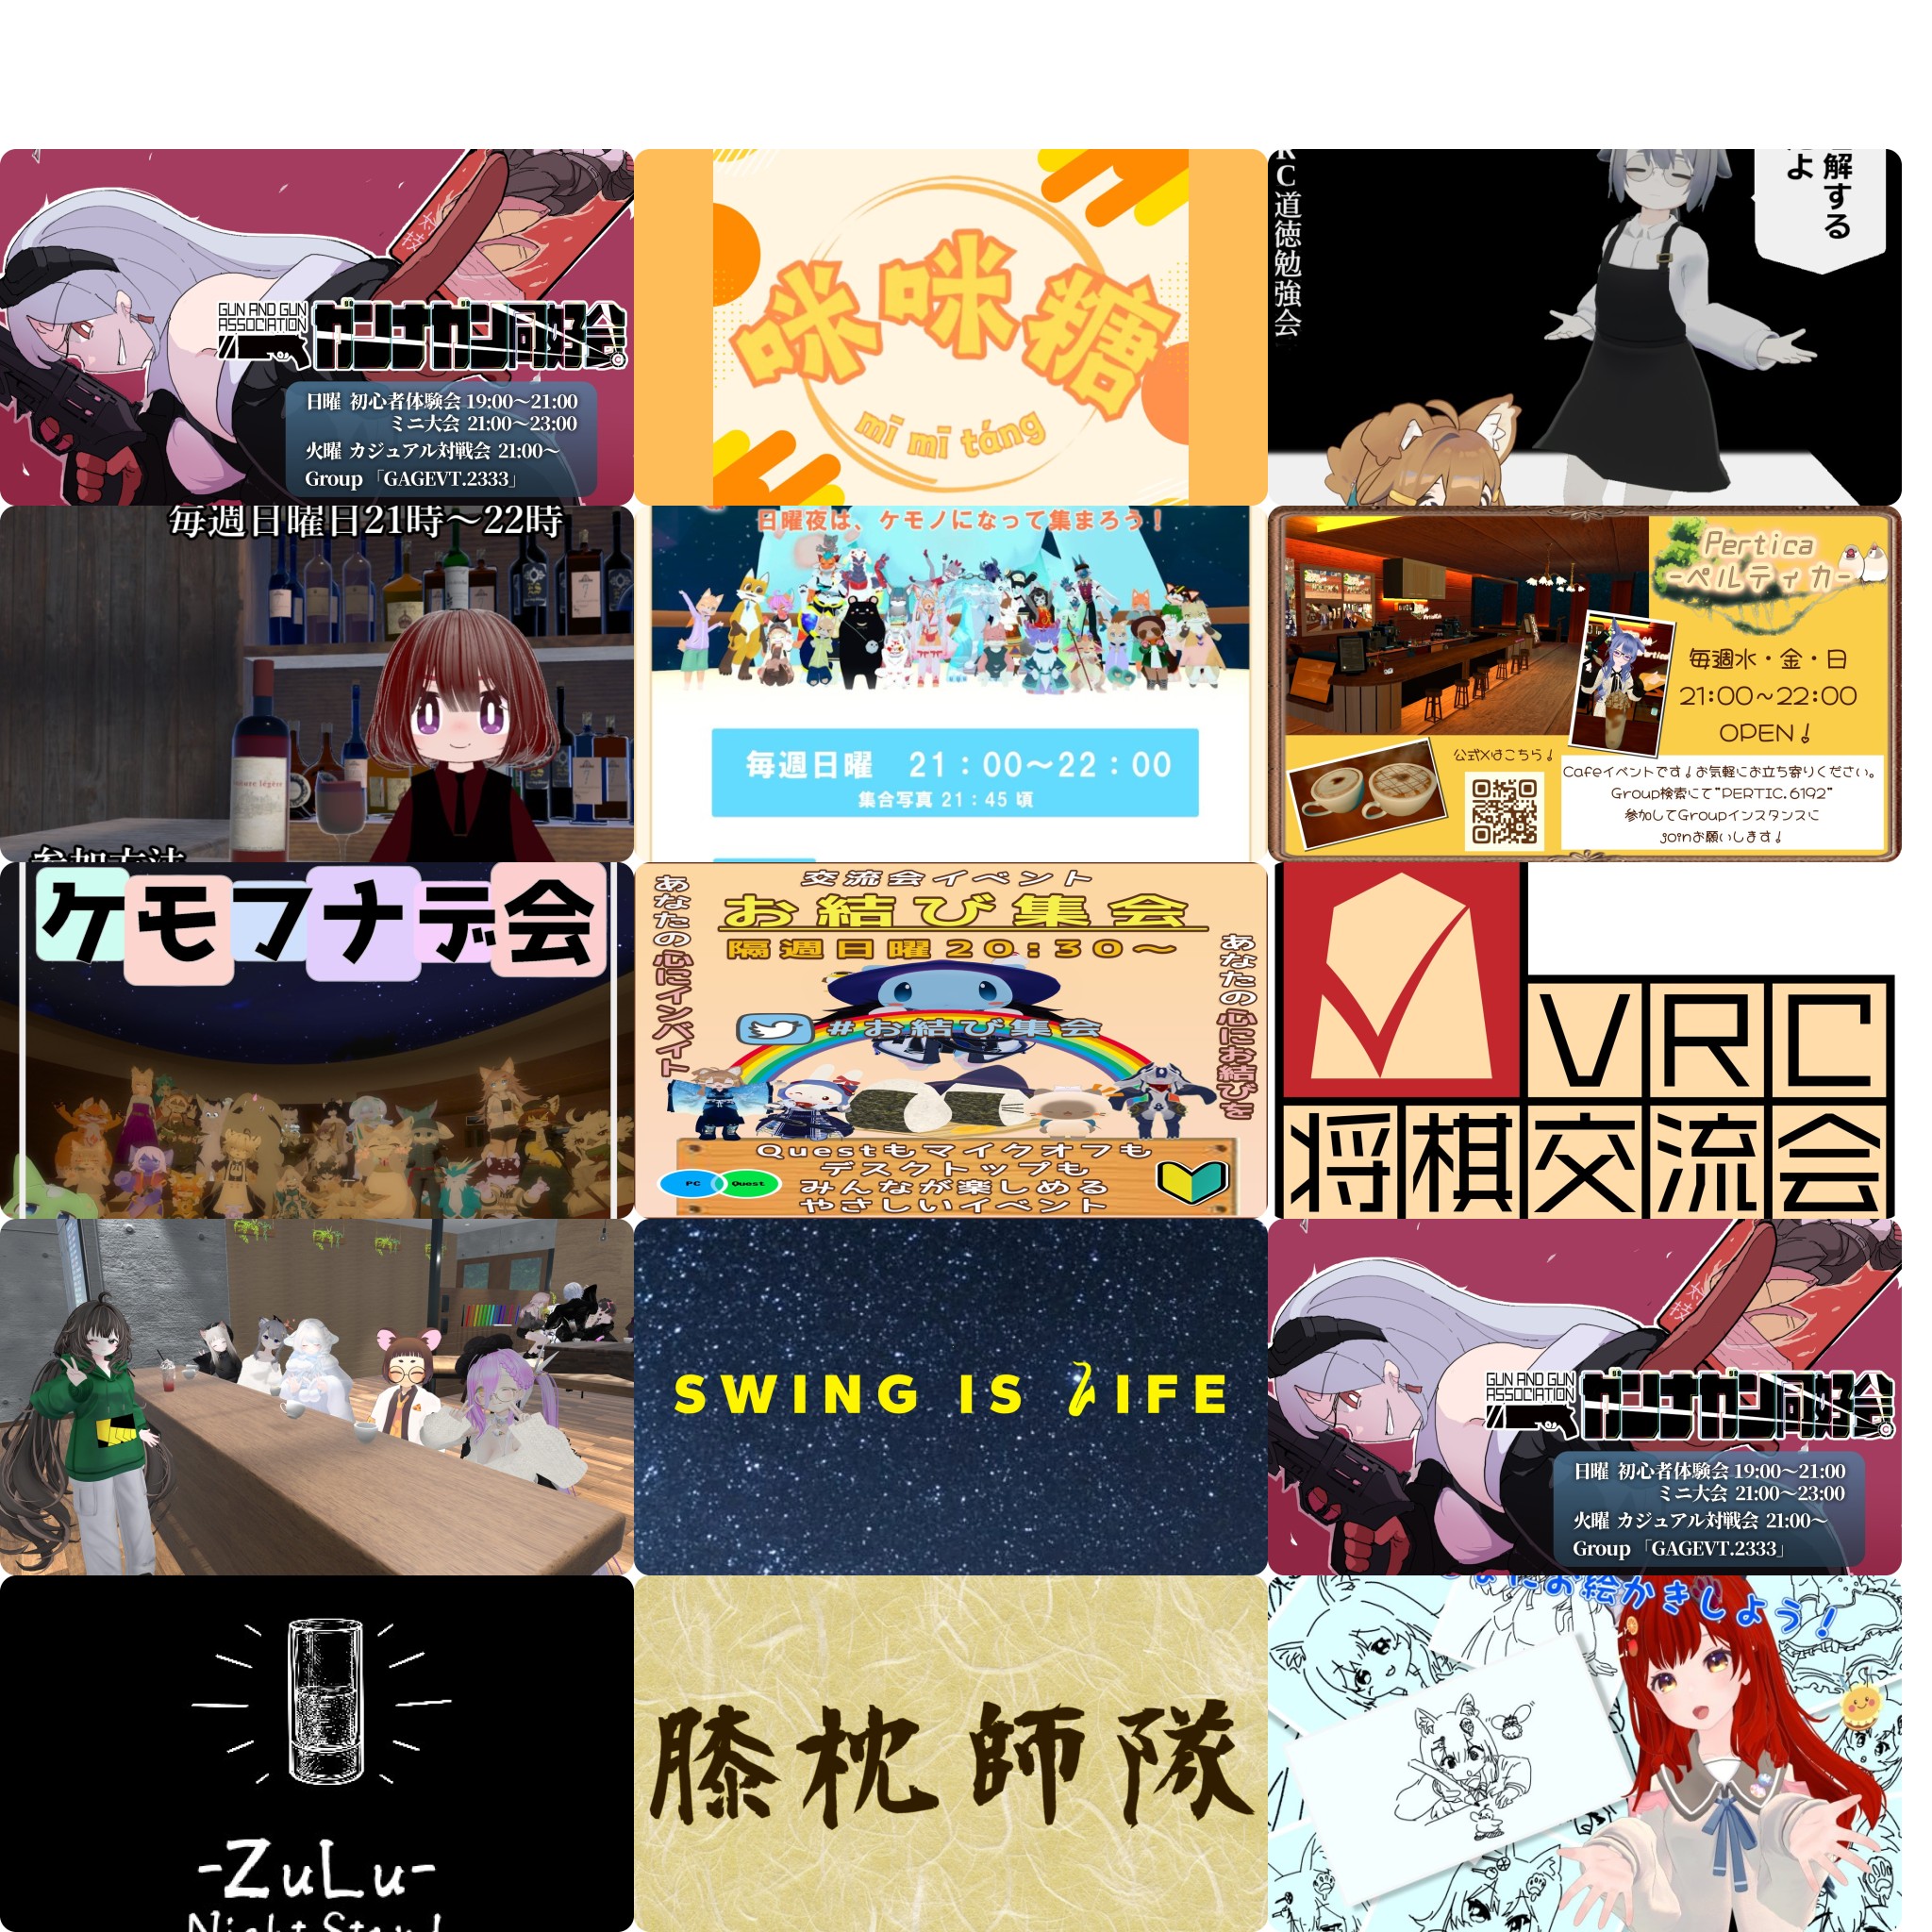 GUN AND GUN
ASSOCIATION
ガンナガン同好会
日曜 初心者体験会 19:00～21:00
ミニ大会 21:00～23:00
火曜 カジュアル対戦会 21:00～
Group 「GAGEVT.2333」
咪咪糖
mī mī táng
C道徳勉強会
解する
よ
毎週日曜日21時～22時
参加方法
日曜夜は、ケモノになって集まろう！
毎週日曜 21：00～22：00
集合写真 21：45 頃
Pertica
-ペルティカ-
毎週水・金・日
21:00～22:00
OPEN！
公式Xはこちら！
Cafeイベントです！お気軽にお立ち寄りください。
Group検索にて"PERTIC.6192"
参加してGroupインスタンスに
joinお願いします！
ケモフナデ会
あなたの心にインバイト
交流会イベント
お結び集会
隔週日曜20:30～
#お結び集会
あなたの心にお結びを
Questもマイクオフも
デスクトップも
みんなが楽しめる
やさしいイベント
PC
Quest
VRC
将棋交流会
SWING IS LIFE
GUN AND GUN
ASSOCIATION
ガンナガン同好会
日曜 初心者体験会 19:00～21:00
ミニ大会 21:00～23:00
火曜 カジュアル対戦会 21:00～
Group 「GAGEVT.2333」
-ZuLu-
膝枕師隊
なにお絵かきしよう！